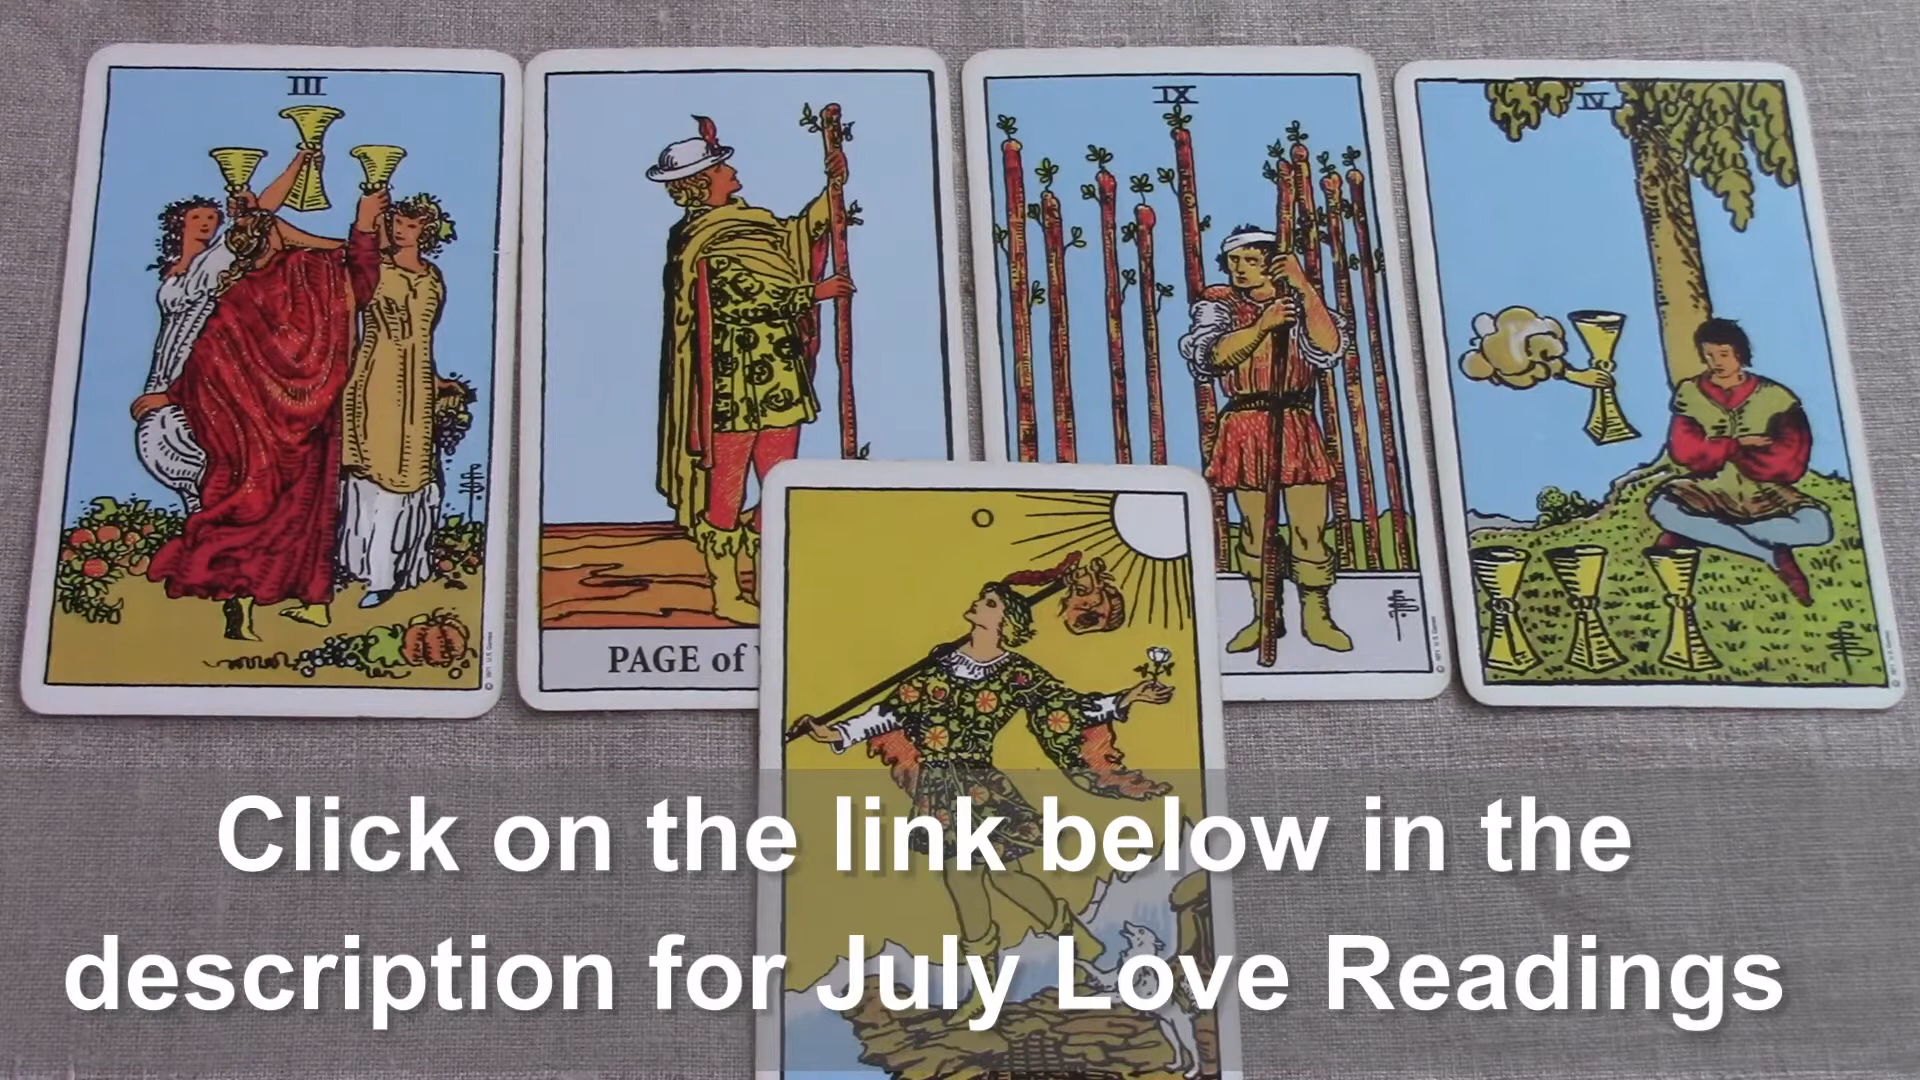 III
IX
IV
PAGE of
O
Click on the link below in the
description for July Love Readings